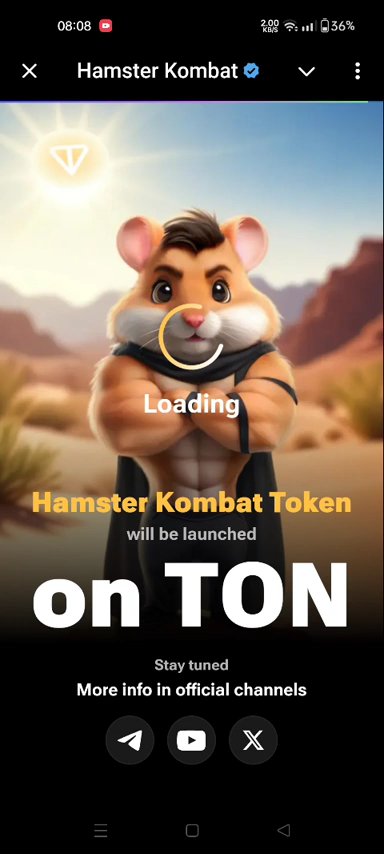 08:08
2.00
KB/S
36%
Hamster Kombat
Loading
Hamster Kombat Token
will be launched
on TON
Stay tuned
More info in official channels